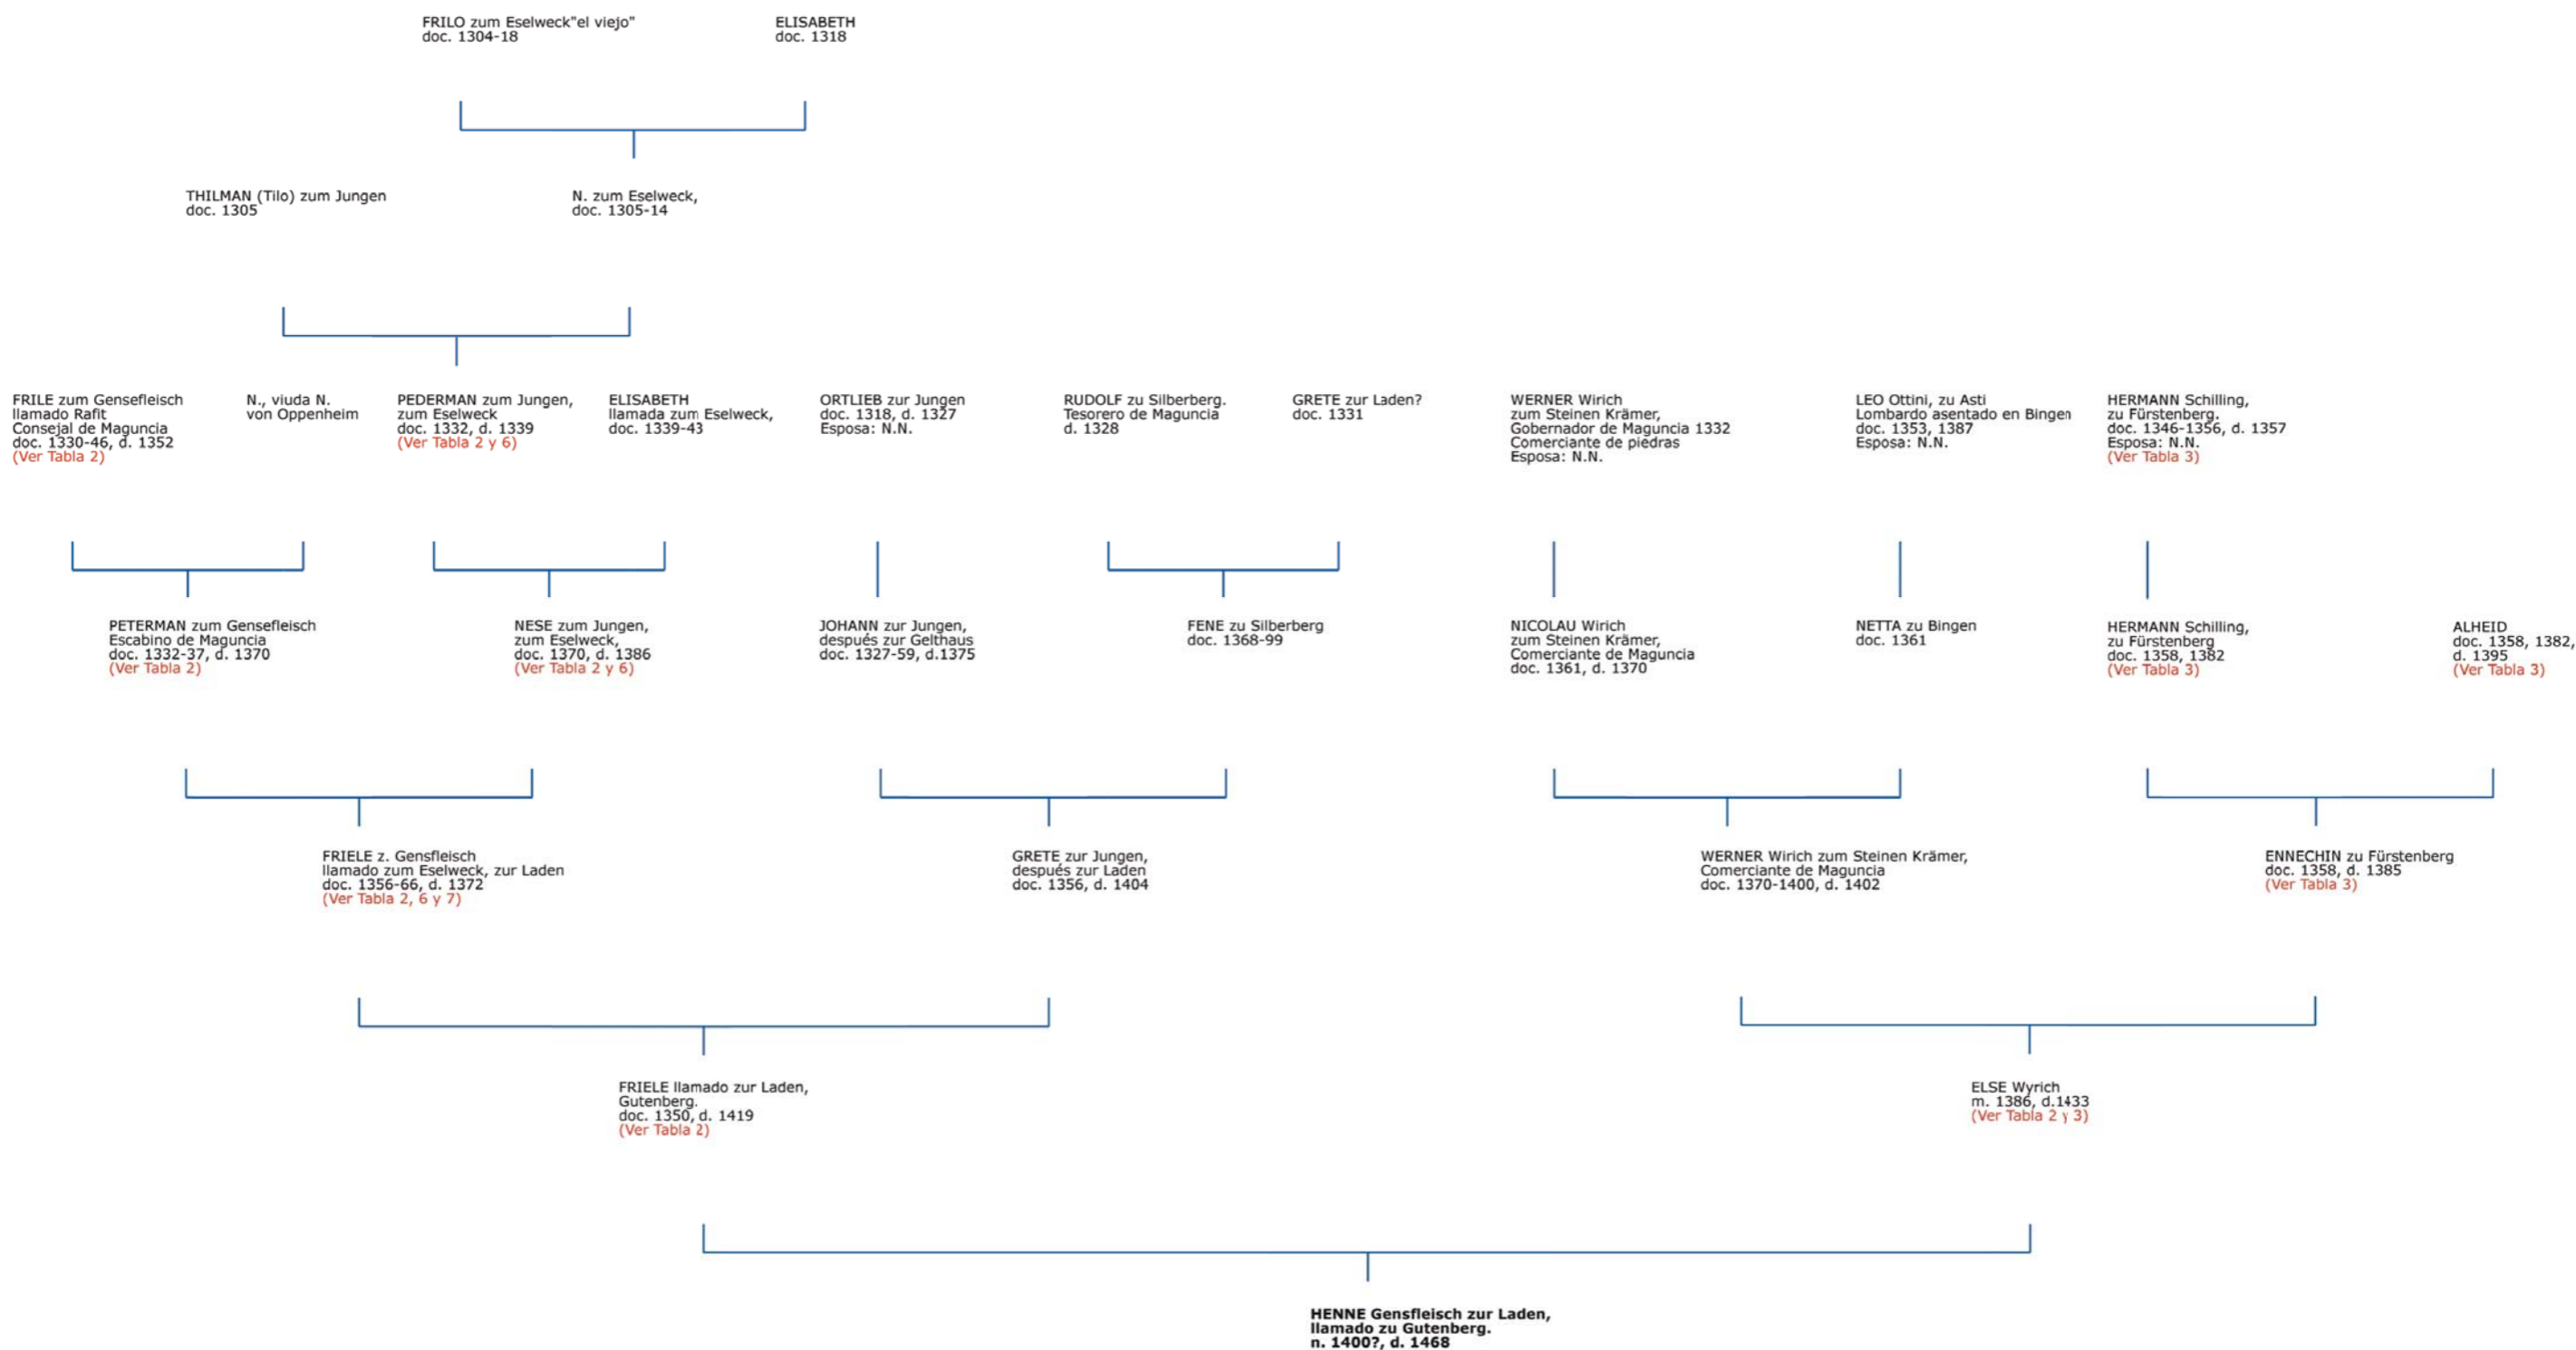 FRILO zum Eselweck"el viejo"
doc. 1304-18
ELISABETH
doc. 1318
THILMAN (Tilo) zum Jungen
doc. 1305
N. zum Eselweck,
doc. 1305-14
FRILE zum Gensefleisch
llamado Rafit
Consejal de Maguncia
doc. 1330-46, d. 1352
(Ver Tabla 2)
N., viuda N.
von Oppenheim
PEDERMAN zum Jungen,
zum Eselweck
doc. 1332, d. 1339
(Ver Tabla 2 y 6)
ELISABETH
llamada zum Eselweck,
doc. 1339-43
ORTLIEB zur Jungen
doc. 1318, d. 1327
Esposa: N.N.
RUDOLF zu Silberberg.
Tesorero de Maguncia
d. 1328
GRETE zur Laden?
doc. 1331
WERNER Wirich
zum Steinen Krämer,
Gobernador de Maguncia 1332
Comerciante de piedras
Esposa: N.N.
LEO Ottini, zu Asti
Lombardo asentado en Bingen
doc. 1353, 1387
Esposa: N.N.
HERMANN Schilling,
zu Fürstenberg.
doc. 1346-1356, d. 1357
Esposa: N.N.
(Ver Tabla 3)
PETERMAN zum Gensefleisch
Escabino de Maguncia
doc. 1332-37, d. 1370
(Ver Tabla 2)
NESE zum Jungen,
zum Eselweck,
doc. 1370, d. 1386
(Ver Tabla 2 y 6)
JOHANN zur Jungen,
después zur Gelthaus
doc. 1327-59, d.1375
FENE zu Silberberg
doc. 1368-99
NICOLAU Wirich
zum Steinen Krämer,
Comerciante de Maguncia
doc. 1361, d. 1370
NETTA zu Bingen
doc. 1361
HERMANN Schilling,
zu Fürstenberg
doc. 1358, 1382
(Ver Tabla 3)
ALHEID
doc. 1358, 1382,
d. 1395
(Ver Tabla 3)
FRIELE z. Gensfleisch
llamado zum Eselweck, zur Laden
doc. 1356-66, d. 1372
(Ver Tabla 2, 6 y 7)
GRETE zur Jungen,
después zur Laden
doc. 1356, d. 1404
WERNER Wirich zum Steinen Krämer,
Comerciante de Maguncia
doc. 1370-1400, d. 1402
ENNECHIN zu Fürstenberg
doc. 1358, d. 1385
(Ver Tabla 3)
FRIELE llamado zur Laden,
Gutenberg.
doc. 1350, d. 1419
(Ver Tabla 2)
ELSE Wyrich
m. 1386, d.1433
(Ver Tabla 2 y 3)
HENNE Gensfleisch zur Laden,
llamado zu Gutenberg.
n. 1400?, d. 1468